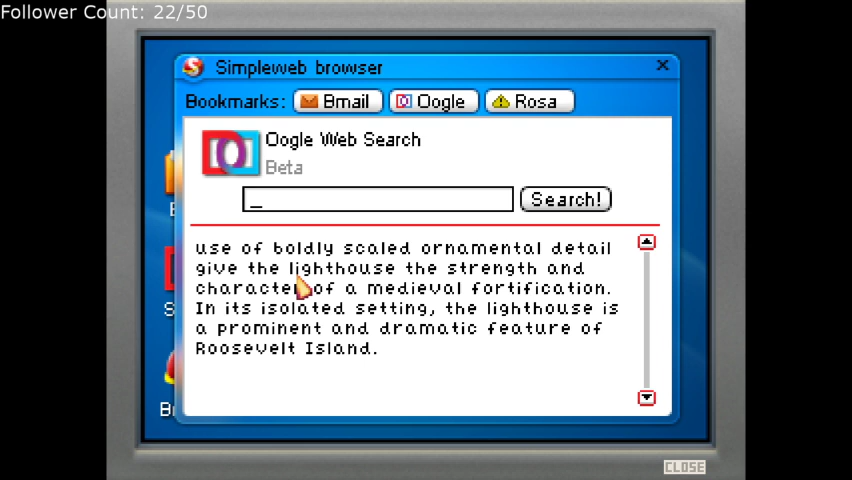 Follower Count: 22/50
Simpleweb browser
Bookmarks: Bmail Oogle Rosa
Oogle Web Search
Beta
_ Search!
use of boldly scaled ornamental detail
give the lighthouse the strength and
character of a medieval fortification.
In its isolated setting, the lighthouse is
a prominent and dramatic feature of
Roosevelt Island.
CLOSE